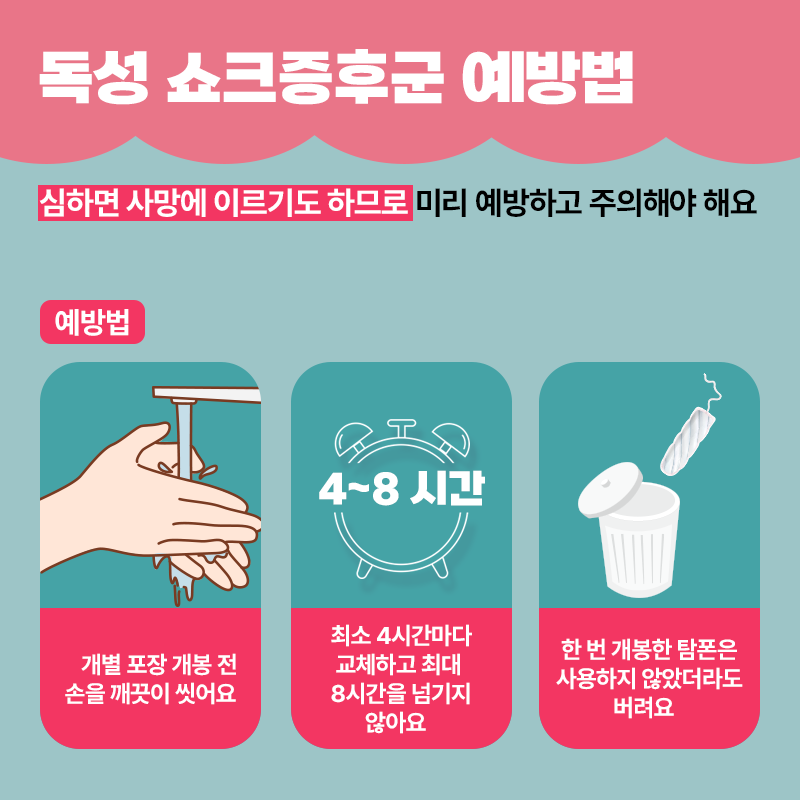 독성 쇼크증후군 예방법
심하면 사망에 이르기도 하므로 미리 예방하고 주의해야 해요
예방법
4~8 시간
개별 포장 개봉 전
손을 깨끗이 씻어요
최소 4시간마다
교체하고 최대
8시간을 넘기지
않아요
한 번 개봉한 탐폰은
사용하지 않았더라도
버려요